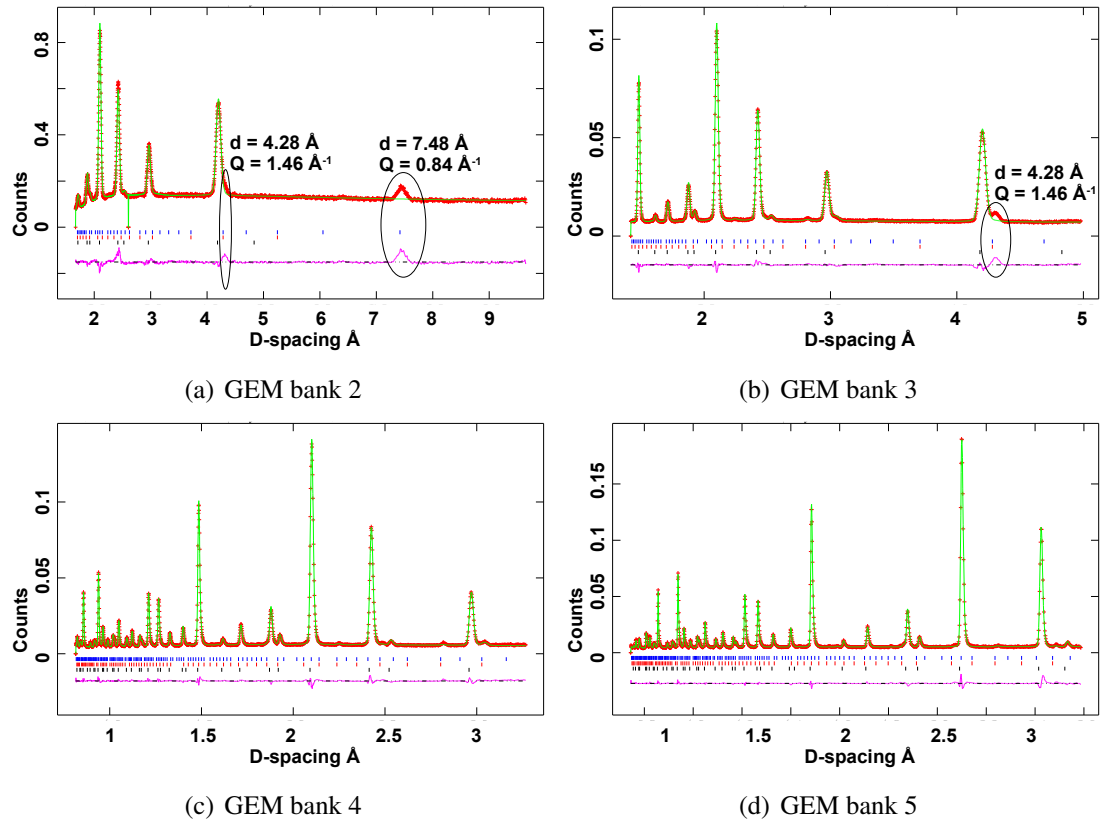 0.8
0.4
0
Counts
d = 4.28 Å
Q = 1.46 Å-1
d = 7.48 Å
Q = 0.84 Å-1
2 3 4 5 6 7 8 9
D-spacing Å
(a) GEM bank 2
0.1
0.05
0
Counts
d = 4.28 Å
Q = 1.46 Å-1
2 3 4 5
D-spacing Å
(b) GEM bank 3
0.1
0.05
0
Counts
1 1.5 2 2.5 3
D-spacing Å
(c) GEM bank 4
0.15
0.1
0.05
0
Counts
1 1.5 2 2.5 3
D-spacing Å
(d) GEM bank 5